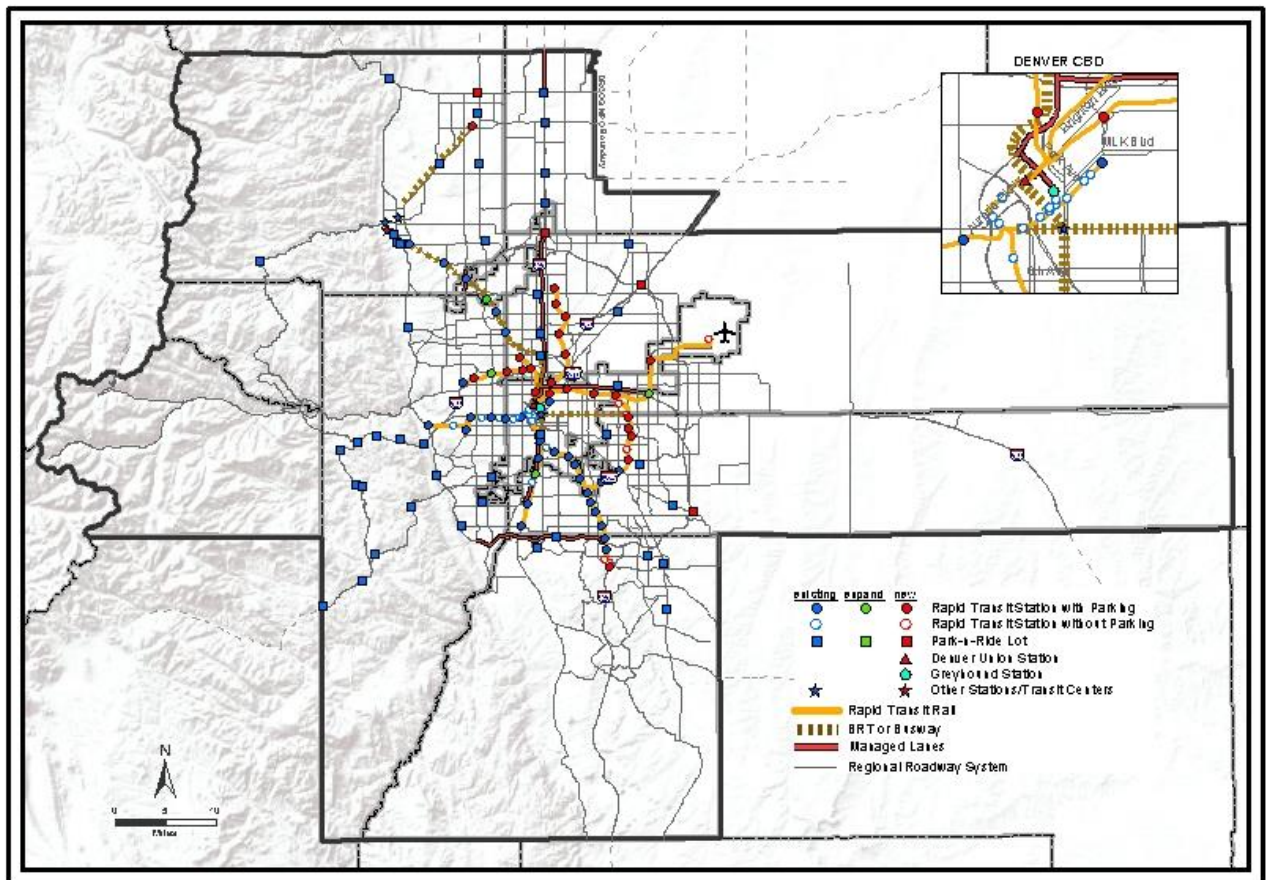 DENVER CBD
MLK Blvd
existing expand new
Rapid Transit Station with Parking
Rapid Transit Station without Parking
Park-n-Ride Lot
Denver Union Station
Greyhound Station
Other Stations/Transit Centers
Rapid Transit Rail
BRT or Busway
Managed Lanes
Regional Roadway System
N
0 5 10
Miles